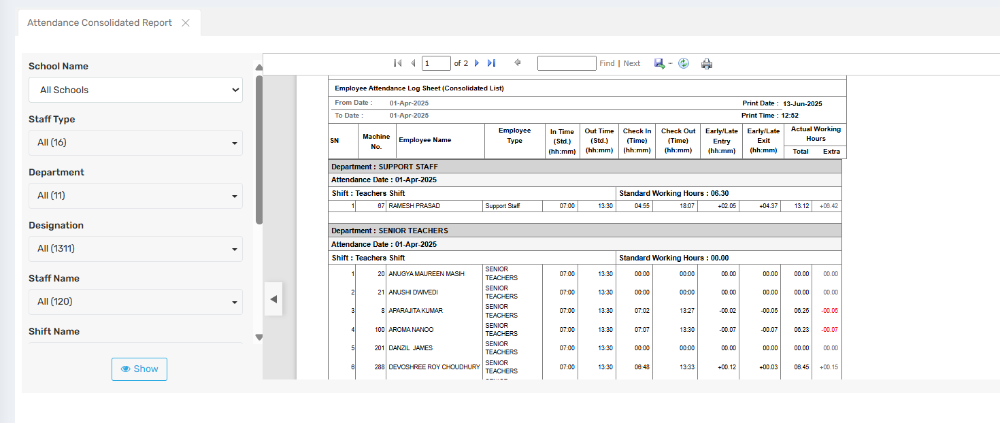 Attendance Consolidated Report
School Name
All Schools
Staff Type
All (16)
Department
All (11)
Designation
All (1311)
Staff Name
All (120)
Shift Name
Show
1 of 2 Find | Next
Employee Attendance Log Sheet (Consolidated List)
From Date : 01-Apr-2025 Print Date : 13-Jun-2025
To Date : 01-Apr-2025 Print Time : 12:52
SN Machine No. Employee Name Employee Type In Time (Std.) (hh:mm) Out Time (Std.) (hh:mm) Check In (Time) (hh:mm) Check Out (Time) (hh:mm) Early/Late Entry (hh:mm) Early/Late Exit (hh:mm) Actual Working Hours Total Extra
Department : SUPPORT STAFF
Attendance Date : 01-Apr-2025
Shift : Teachers Shift Standard Working Hours : 06.30
1 67 RAMESH PRASAD Support Staff 07:00 13:30 04:55 18:07 +02.05 +04.37 13.12 +06.42
Department : SENIOR TEACHERS
Attendance Date : 01-Apr-2025
Shift : Teachers Shift Standard Working Hours : 00.00
1 20 ANUGYA MAUREEN MASIH SENIOR TEACHERS 07:00 13:30 00:00 00:00 00.00 00.00 00.00 00.00
2 21 ANUSHI DWIVEDI SENIOR TEACHERS 07:00 13:30 00:00 00:00 00.00 00.00 00.00 00.00
3 8 APARAJITA KUMAR SENIOR TEACHERS 07:00 13:30 07:02 13:27 -00.02 -00.05 06.25 -00.05
4 100 AROMA NANOO SENIOR TEACHERS 07:00 13:30 07:07 13:30 -00.07 -00.07 06.23 -00.07
5 201 DANZIL JAMES SENIOR TEACHERS 07:00 13:30 00:00 00:00 00.00 00.00 00.00 00.00
6 288 DEVOSHREE ROY CHOUDHURY SENIOR TEACHERS 07:00 13:30 06:48 13:33 +00.12 +00.03 06.45 +00.15